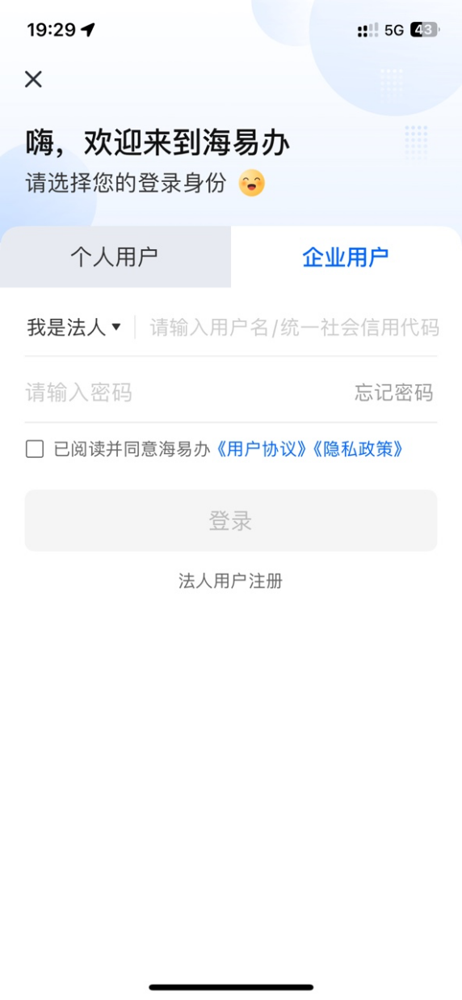 19:29
5G 43
嗨，欢迎来到海易办
请选择您的登录身份
个人用户
企业用户
我是法人
请输入用户名/统一社会信用代码
请输入密码
忘记密码
已阅读并同意海易办《用户协议》《隐私政策》
登录
法人用户注册